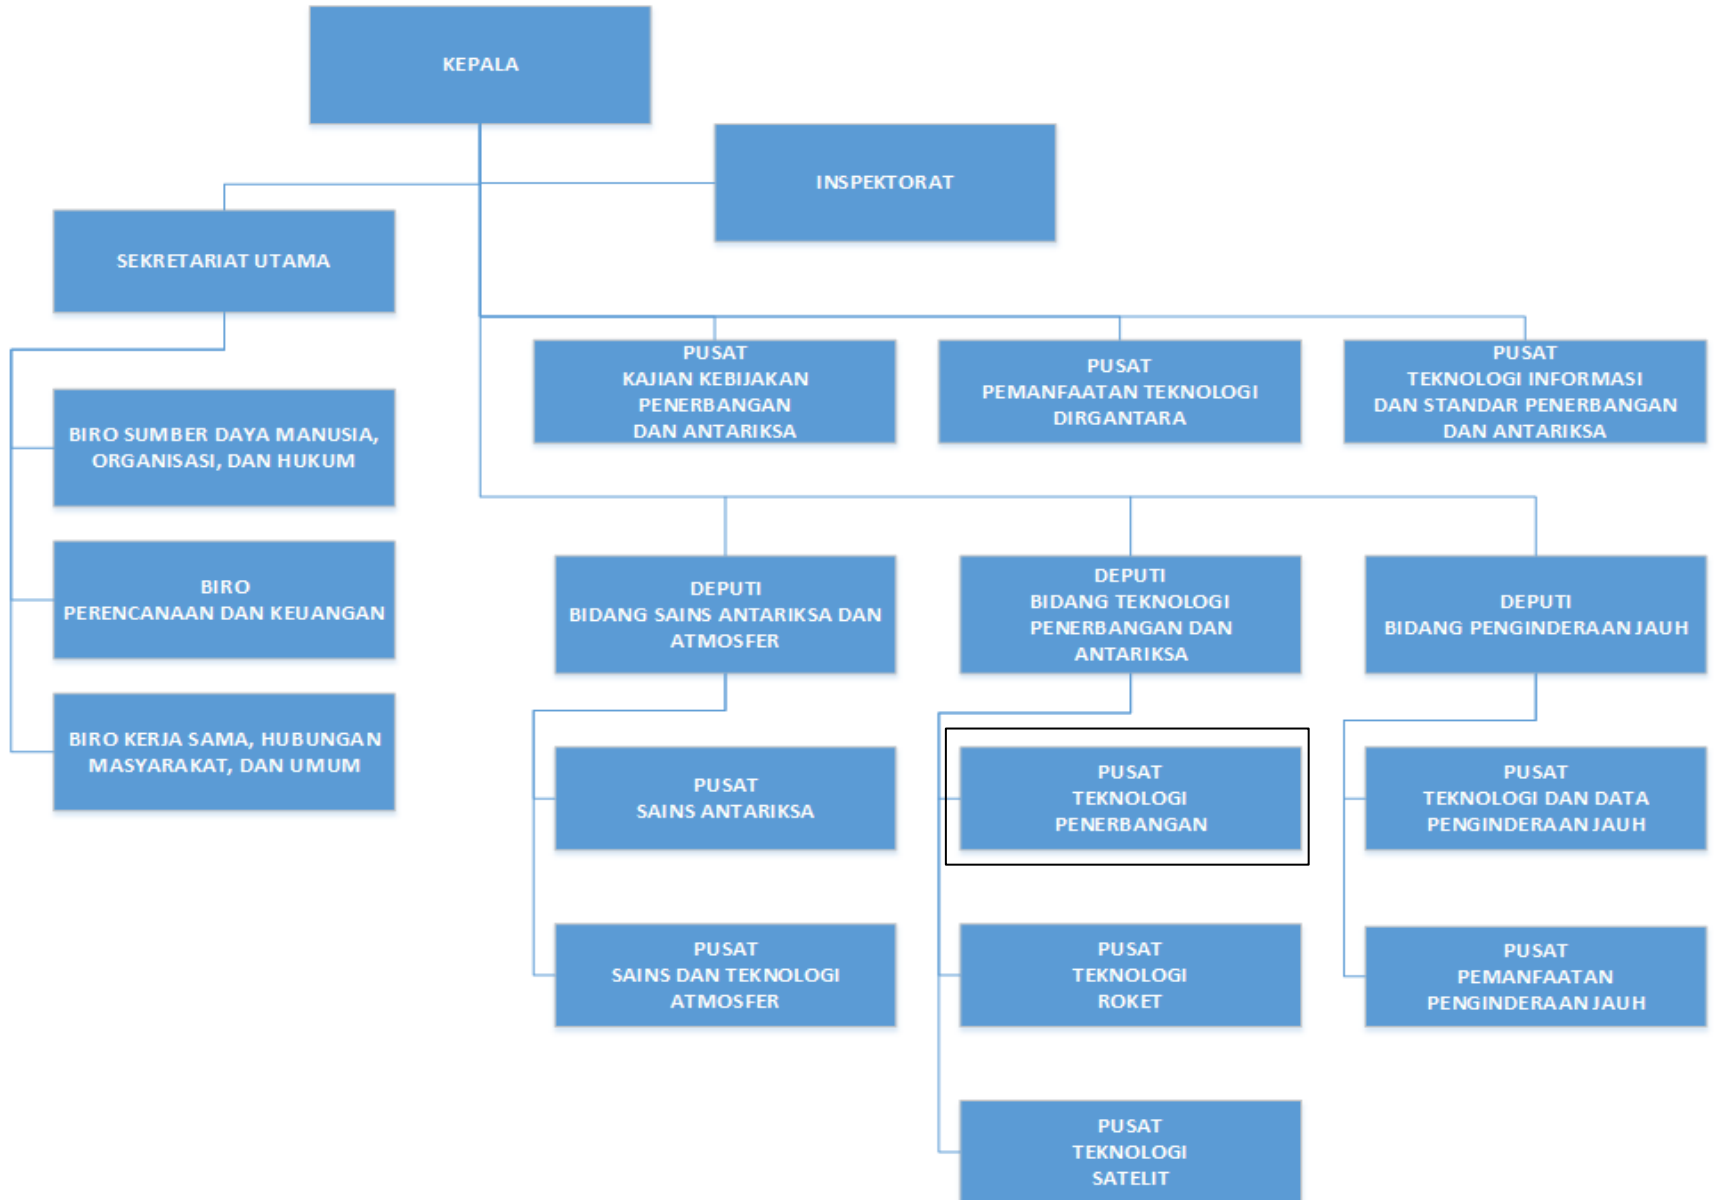 KEPALA
INSPEKTORAT
SEKRETARIAT UTAMA
PUSAT
KAJIAN KEBIJAKAN
PENERBANGAN
DAN ANTARIKSA
PUSAT
PEMANFAATAN TEKNOLOGI
DIRGANTARA
PUSAT
TEKNOLOGI INFORMASI
DAN STANDAR PENERBANGAN
DAN ANTARIKSA
BIRO SUMBER DAYA MANUSIA,
ORGANISASI, DAN HUKUM
BIRO
PERENCANAAN DAN KEUANGAN
BIRO KERJA SAMA, HUBUNGAN
MASYARAKAT, DAN UMUM
DEPUTI
BIDANG SAINS ANTARIKSA DAN
ATMOSFER
DEPUTI
BIDANG TEKNOLOGI
PENERBANGAN DAN
ANTARIKSA
DEPUTI
BIDANG PENGINDERAAN JAUH
PUSAT
SAINS ANTARIKSA
PUSAT
TEKNOLOGI
PENERBANGAN
PUSAT
TEKNOLOGI DAN DATA
PENGINDERAAN JAUH
PUSAT
SAINS DAN TEKNOLOGI
ATMOSFER
PUSAT
TEKNOLOGI
ROKET
PUSAT
PEMANFAATAN
PENGINDERAAN JAUH
PUSAT
TEKNOLOGI
SATELIT